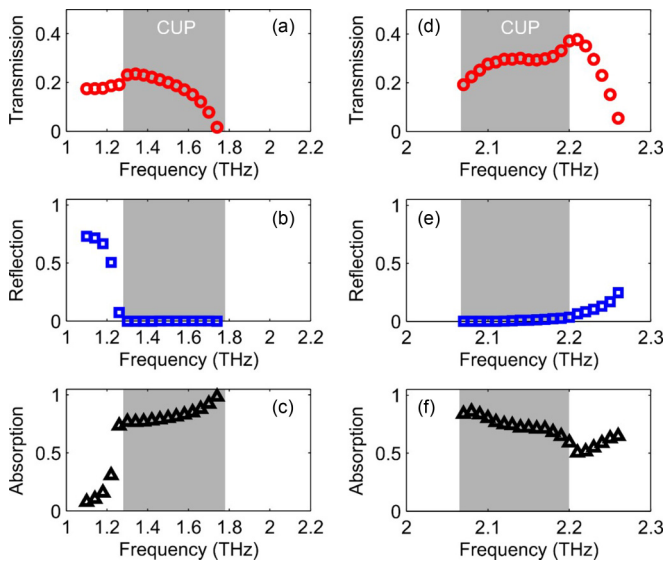 (a)
CUP
Transmission
0.4
0.2
0
1 1.2 1.4 1.6 1.8 2 2.2
Frequency (THz)
(d)
CUP
Transmission
0.4
0.2
0
2 2.1 2.2 2.3
Frequency (THz)
(b)
Reflection
1
0.5
0
1 1.2 1.4 1.6 1.8 2 2.2
Frequency (THz)
(e)
Reflection
1
0.5
0
2 2.1 2.2 2.3
Frequency (THz)
(c)
Absorption
1
0.5
0
1 1.2 1.4 1.6 1.8 2 2.2
Frequency (THz)
(f)
Absorption
1
0.5
0
2 2.1 2.2 2.3
Frequency (THz)